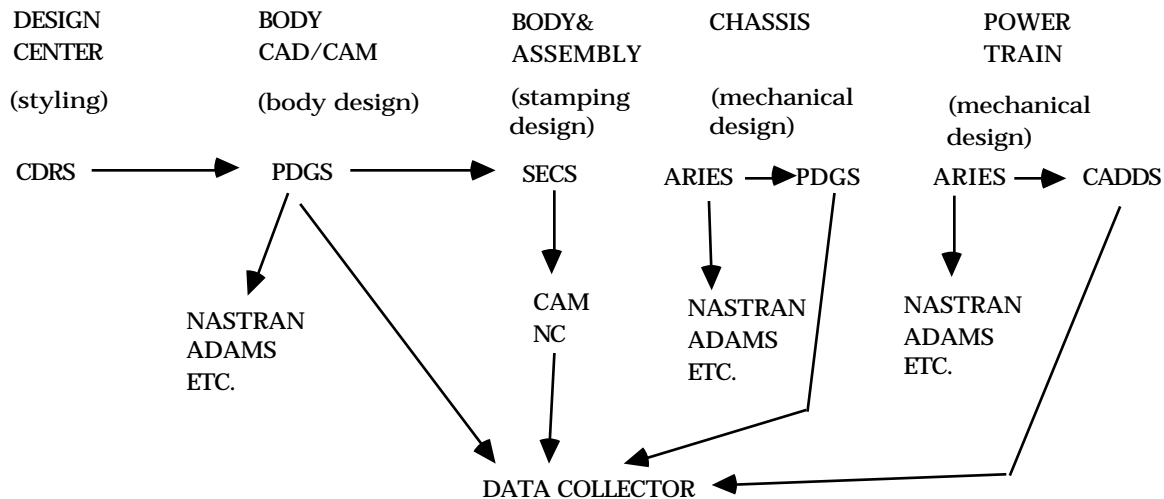 DESIGN
CENTER
(styling)
BODY
CAD/CAM
(body design)
BODY&
ASSEMBLY
(stamping
design)
CHASSIS
(mechanical
design)
POWER
TRAIN
(mechanical
design)
CDRS
PDGS
SECS
ARIES
PDGS
ARIES
CADDS
NASTRAN
ADAMS
ETC.
CAM
NC
NASTRAN
ADAMS
ETC.
NASTRAN
ADAMS
ETC.
DATA COLLECTOR